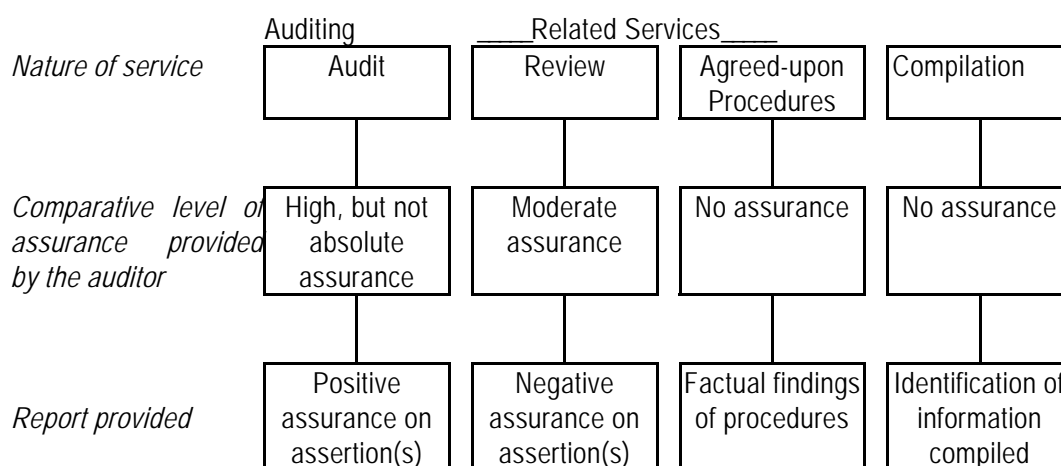 Auditing _____Related Services_____
Nature of service
Audit
Review
Agreed-upon
Procedures
Compilation
Comparative level of
assurance provided
by the auditor
High, but not
absolute
assurance
Moderate
assurance
No assurance
No assurance
Report provided
Positive
assurance on
assertion(s)
Negative
assurance on
assertion(s)
Factual findings
of procedures
Identification of
information
compiled